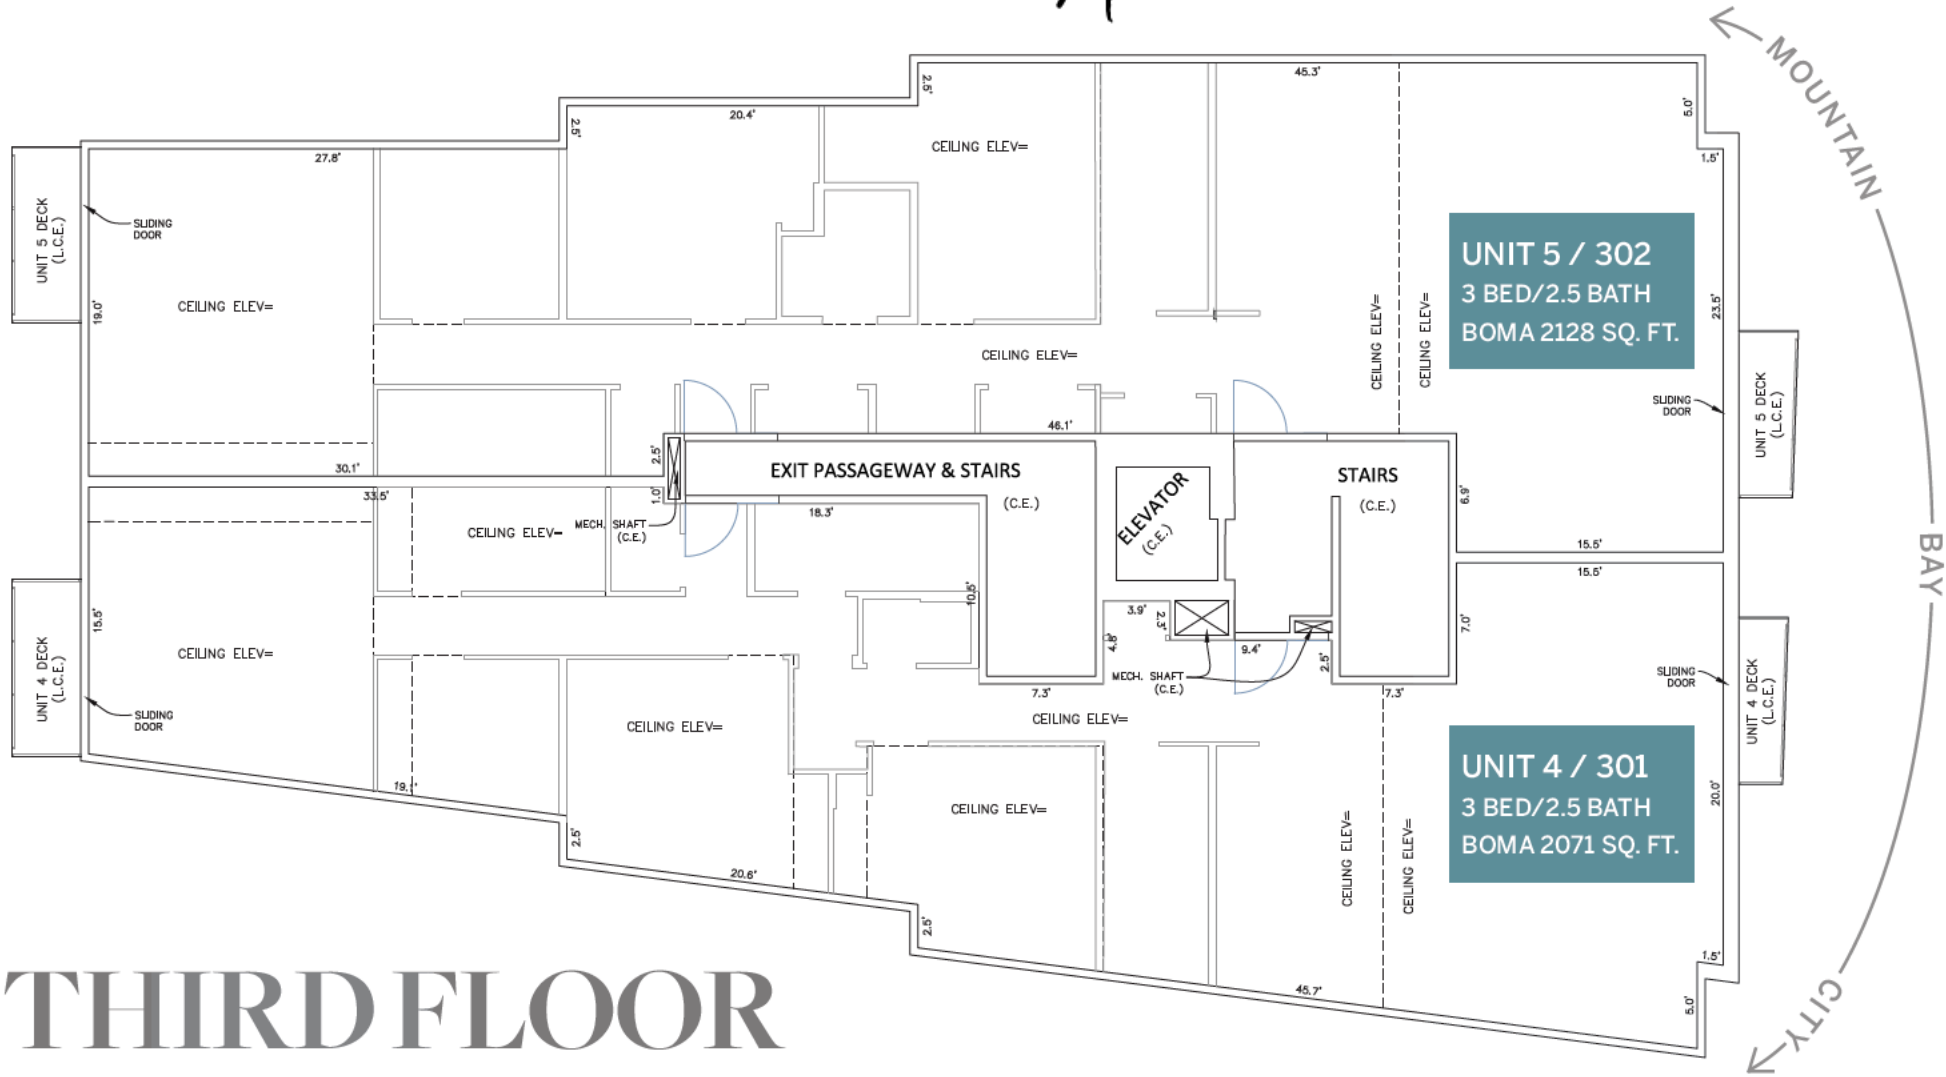 MOUNTAIN
BAY
CITY
45.3'
2.5'
5.0'
1.5'
20.4'
2.5'
27.8'
CEILING ELEV=
UNIT 5 DECK
(L.C.E.)
SLIDING
DOOR
19.0'
CEILING ELEV=
CEILING ELEV=
CEILING ELEV=
CEILING ELEV=
UNIT 5 / 302
3 BED/2.5 BATH
BOMA 2128 SQ. FT.
23.5'
SLIDING
DOOR
UNIT 5 DECK
(L.C.E.)
46.1'
30.1'
2.5'
1.0'
EXIT PASSAGEWAY & STAIRS
(C.E.)
ELEVATOR
(C.E.)
STAIRS
(C.E.)
6.9'
15.5'
15.5'
33.5'
CEILING ELEV=
MECH. SHAFT
(C.E.)
18.3'
10.5'
3.9'
2.3'
4.8'
9.4'
2.5'
7.0'
MECH. SHAFT
(C.E.)
7.3'
7.3'
15.5'
CEILING ELEV=
UNIT 4 DECK
(L.C.E.)
SLIDING
DOOR
CEILING ELEV=
CEILING ELEV=
CEILING ELEV=
CEILING ELEV=
CEILING ELEV=
SLIDING
DOOR
UNIT 4 DECK
(L.C.E.)
UNIT 4 / 301
3 BED/2.5 BATH
BOMA 2071 SQ. FT.
20.0'
19.1'
2.5'
20.6'
2.5'
45.7'
1.5'
5.0'
THIRD FLOOR